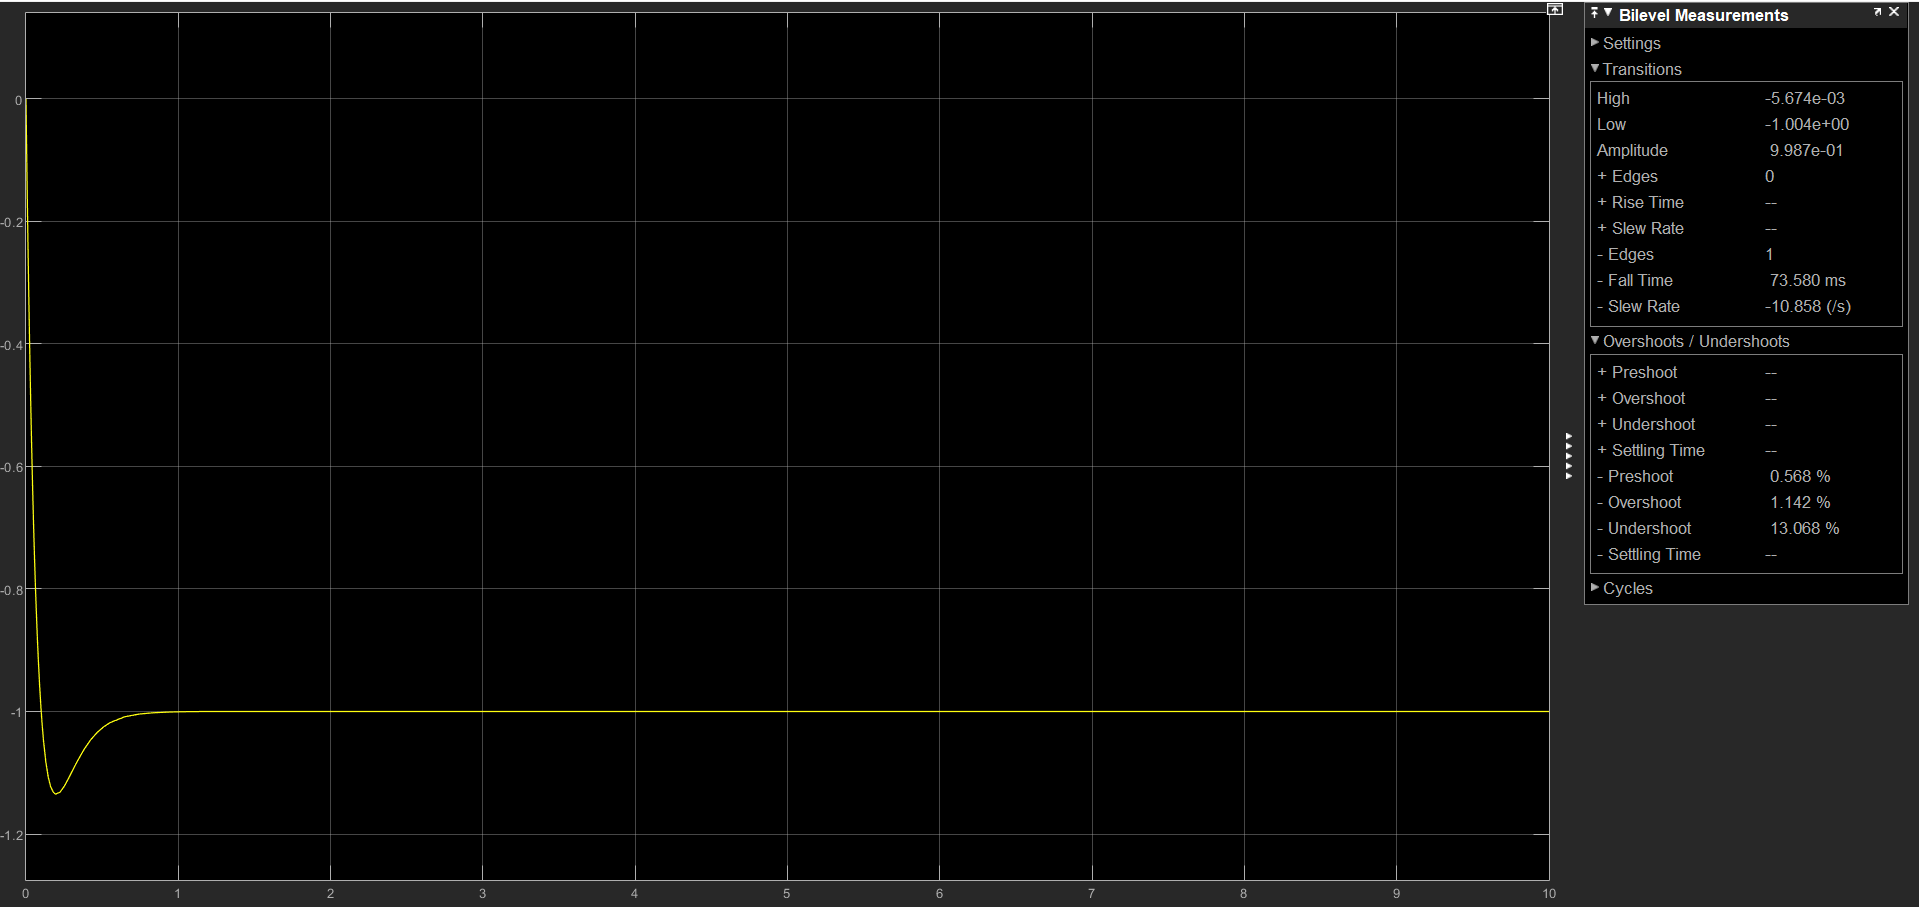 0
-0.2
-0.4
-0.6
-0.8
-1
-1.2
0 1 2 3 4 5 6 7 8 9 10
Bilevel Measurements
Settings
Transitions
High -5.674e-03
Low -1.004e+00
Amplitude 9.987e-01
+ Edges 0
+ Rise Time --
+ Slew Rate --
- Edges 1
- Fall Time 73.580 ms
- Slew Rate -10.858 (/s)
Overshoots / Undershoots
+ Preshoot --
+ Overshoot --
+ Undershoot --
+ Settling Time --
- Preshoot 0.568 %
- Overshoot 1.142 %
- Undershoot 13.068 %
- Settling Time --
Cycles